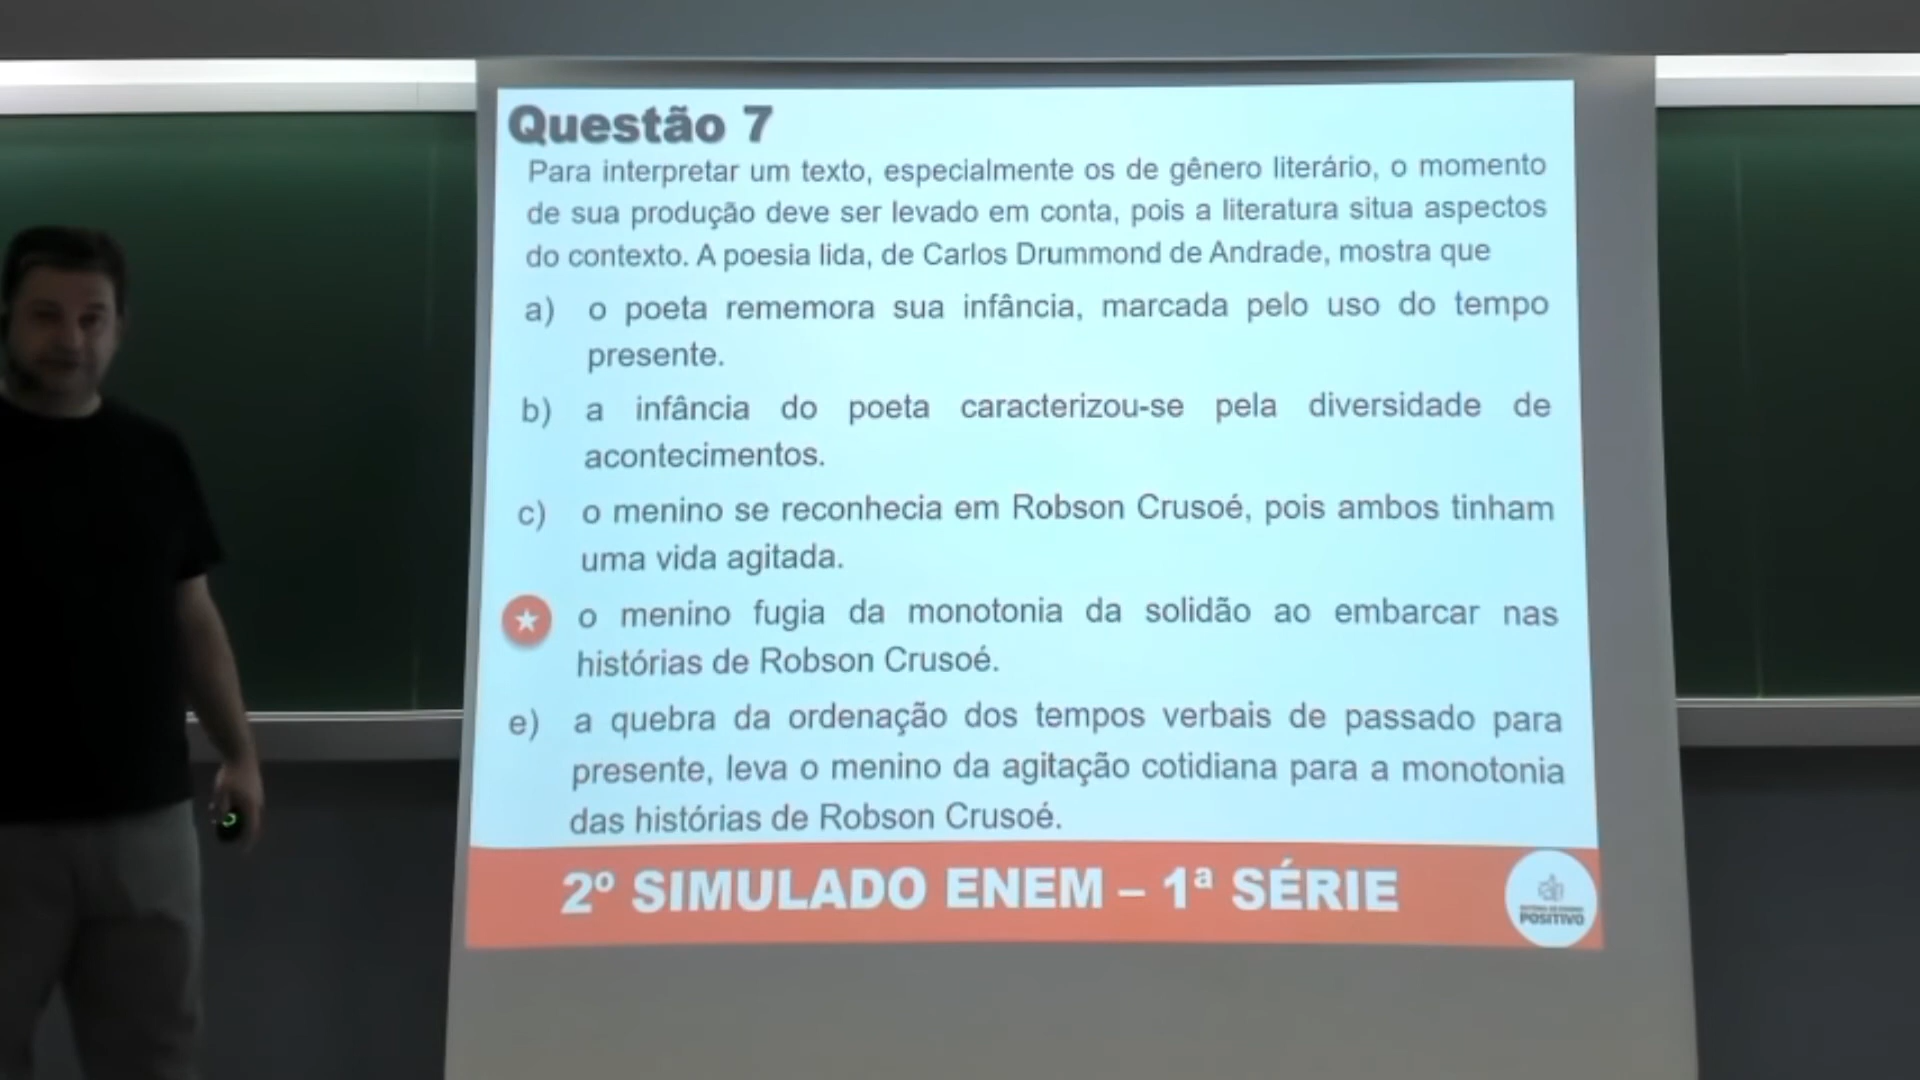 Questão 7
Para interpretar um texto, especialmente os de gênero literário, o momento
de sua produção deve ser levado em conta, pois a literatura situa aspectos
do contexto. A poesia lida, de Carlos Drummond de Andrade, mostra que
a) o poeta rememora sua infância, marcada pelo uso do tempo
presente.
b) a infância do poeta caracterizou-se pela diversidade de
acontecimentos.
c) o menino se reconhecia em Robson Crusoé, pois ambos tinham
uma vida agitada.
o menino fugia da monotonia da solidão ao embarcar nas
histórias de Robson Crusoé.
e) a quebra da ordenação dos tempos verbais de passado para
presente, leva o menino da agitação cotidiana para a monotonia
das histórias de Robson Crusoé.
2º SIMULADO ENEM – 1ª SÉRIE
POSITIVO